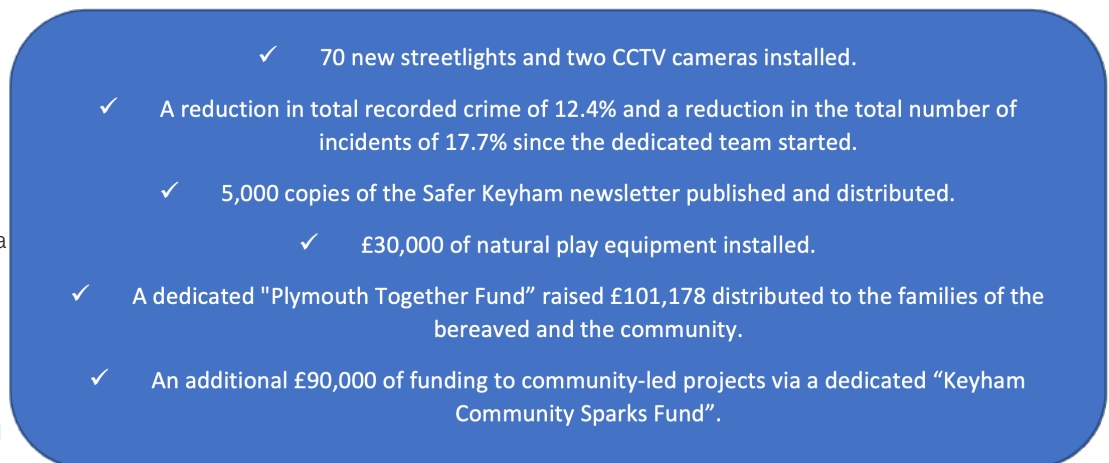 ✓ 70 new streetlights and two CCTV cameras installed.
✓ A reduction in total recorded crime of 12.4% and a reduction in the total number of
incidents of 17.7% since the dedicated team started.
✓ 5,000 copies of the Safer Keyham newsletter published and distributed.
a
✓ £30,000 of natural play equipment installed.
✓ A dedicated "Plymouth Together Fund” raised £101,178 distributed to the families of the
bereaved and the community.
✓ An additional £90,000 of funding to community-led projects via a dedicated “Keyham
Community Sparks Fund”.